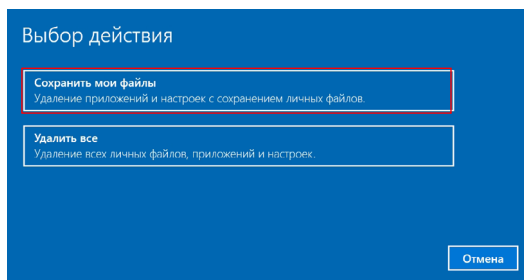 Выбор действия
Сохранить мои файлы
Удаление приложений и настроек с сохранением личных файлов.
Удалить все
Удаление всех личных файлов, приложений и настроек.
Отмена